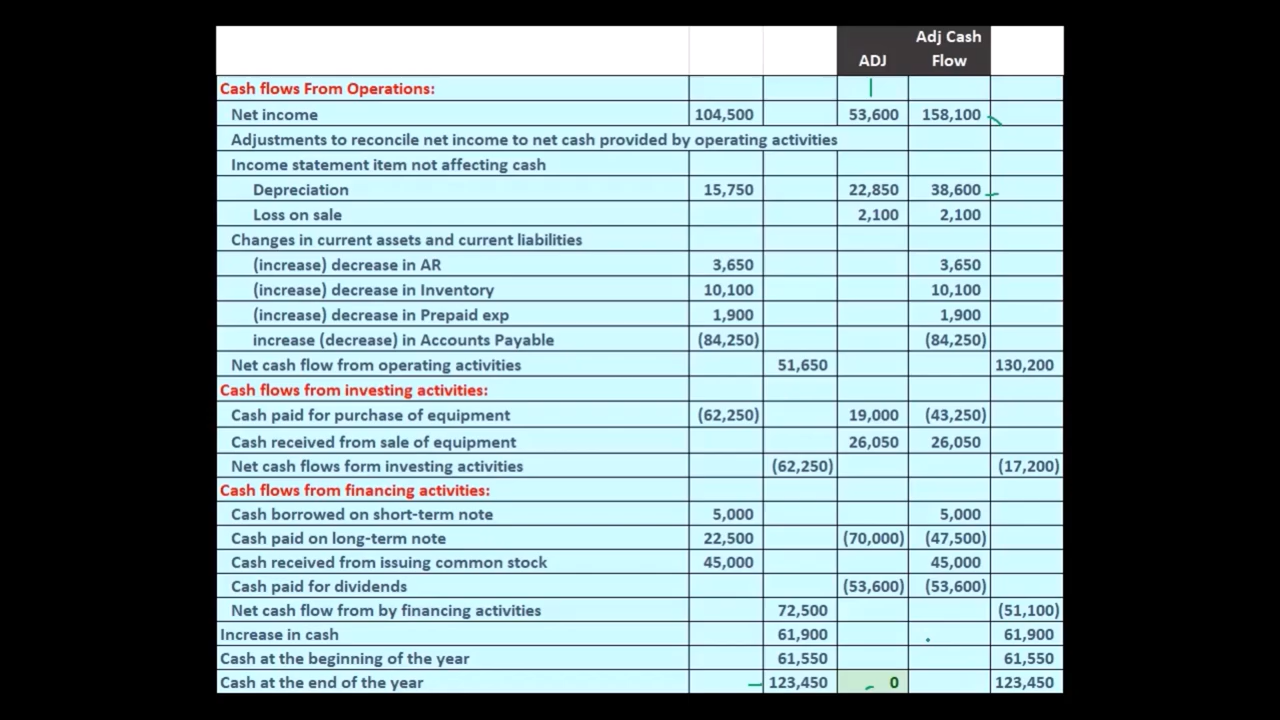 Adj Cash
ADJ Flow
Cash flows From Operations:
Net income 104,500 53,600 158,100
Adjustments to reconcile net income to net cash provided by operating activities
Income statement item not affecting cash
Depreciation 15,750 22,850 38,600
Loss on sale 2,100 2,100
Changes in current assets and current liabilities
(increase) decrease in AR 3,650 3,650
(increase) decrease in Inventory 10,100 10,100
(increase) decrease in Prepaid exp 1,900 1,900
increase (decrease) in Accounts Payable (84,250) (84,250)
Net cash flow from operating activities 51,650 130,200
Cash flows from investing activities:
Cash paid for purchase of equipment (62,250) 19,000 (43,250)
Cash received from sale of equipment 26,050 26,050
Net cash flows form investing activities (62,250) (17,200)
Cash flows from financing activities:
Cash borrowed on short-term note 5,000 5,000
Cash paid on long-term note 22,500 (70,000) (47,500)
Cash received from issuing common stock 45,000 45,000
Cash paid for dividends (53,600) (53,600)
Net cash flow from by financing activities 72,500 (51,100)
Increase in cash 61,900 61,900
Cash at the beginning of the year 61,550 61,550
Cash at the end of the year 123,450 0 123,450